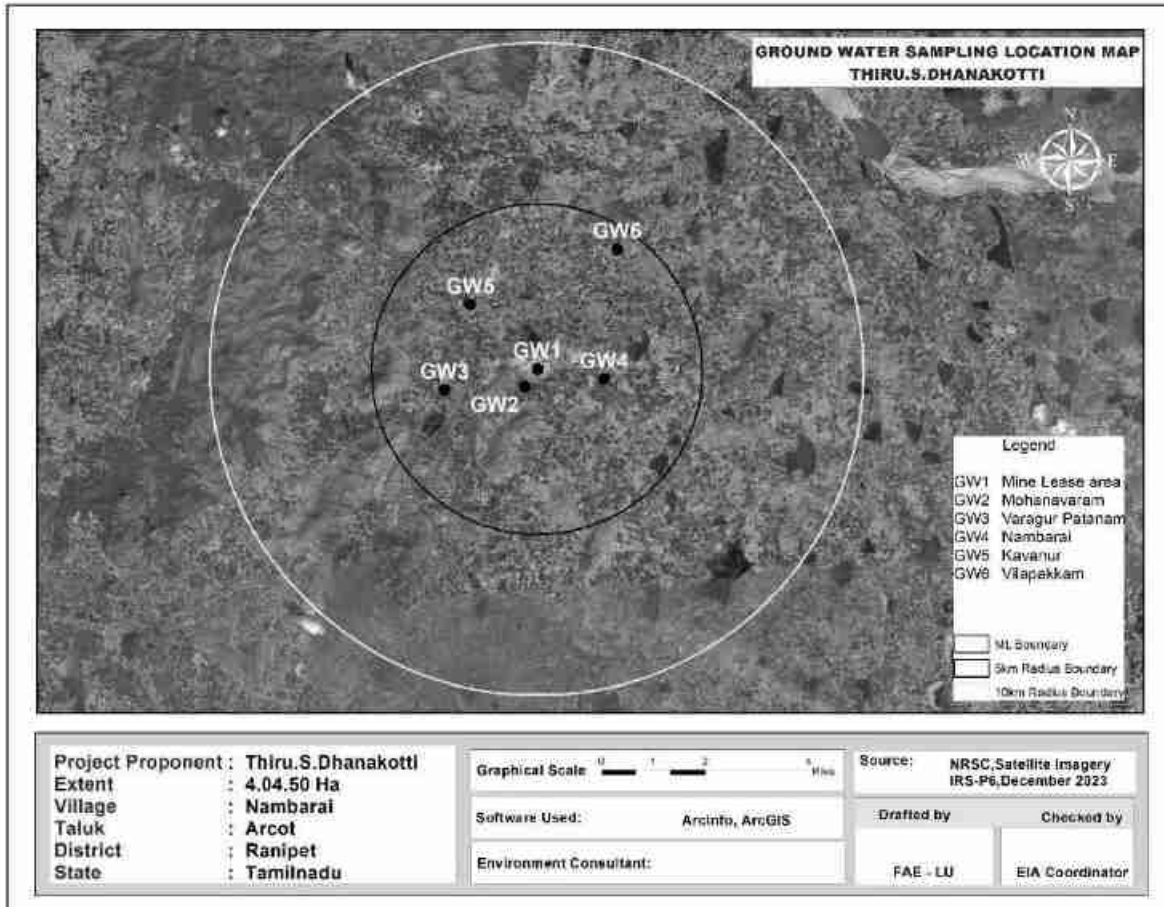 GROUND WATER SAMPLING LOCATION MAP
THIRU.S.DHANAKOTTI
N
W E
S
GW6
GW5
GW1
GW4
GW3
GW2
Legend
GW1 Mine Lease area
GW2 Mohanavaram
GW3 Varagur Patanam
GW4 Nambarai
GW5 Kavanur
GW6 Vilapakkam
ML Boundary
5km Radius Boundary
10km Radius Boundary
Project Proponent : Thiru.S.Dhanakotti
Extent : 4.04.50 Ha
Village : Nambarai
Taluk : Arcot
District : Ranipet
State : Tamilnadu
Graphical Scale 0 1 2
Software Used: Arcinfo, ArcGIS
Environment Consultant:
Source: NRSC,Satellite Imagery
IRS-P6,December 2023
Drafted by Checked by
FAE - LU EIA Coordinator